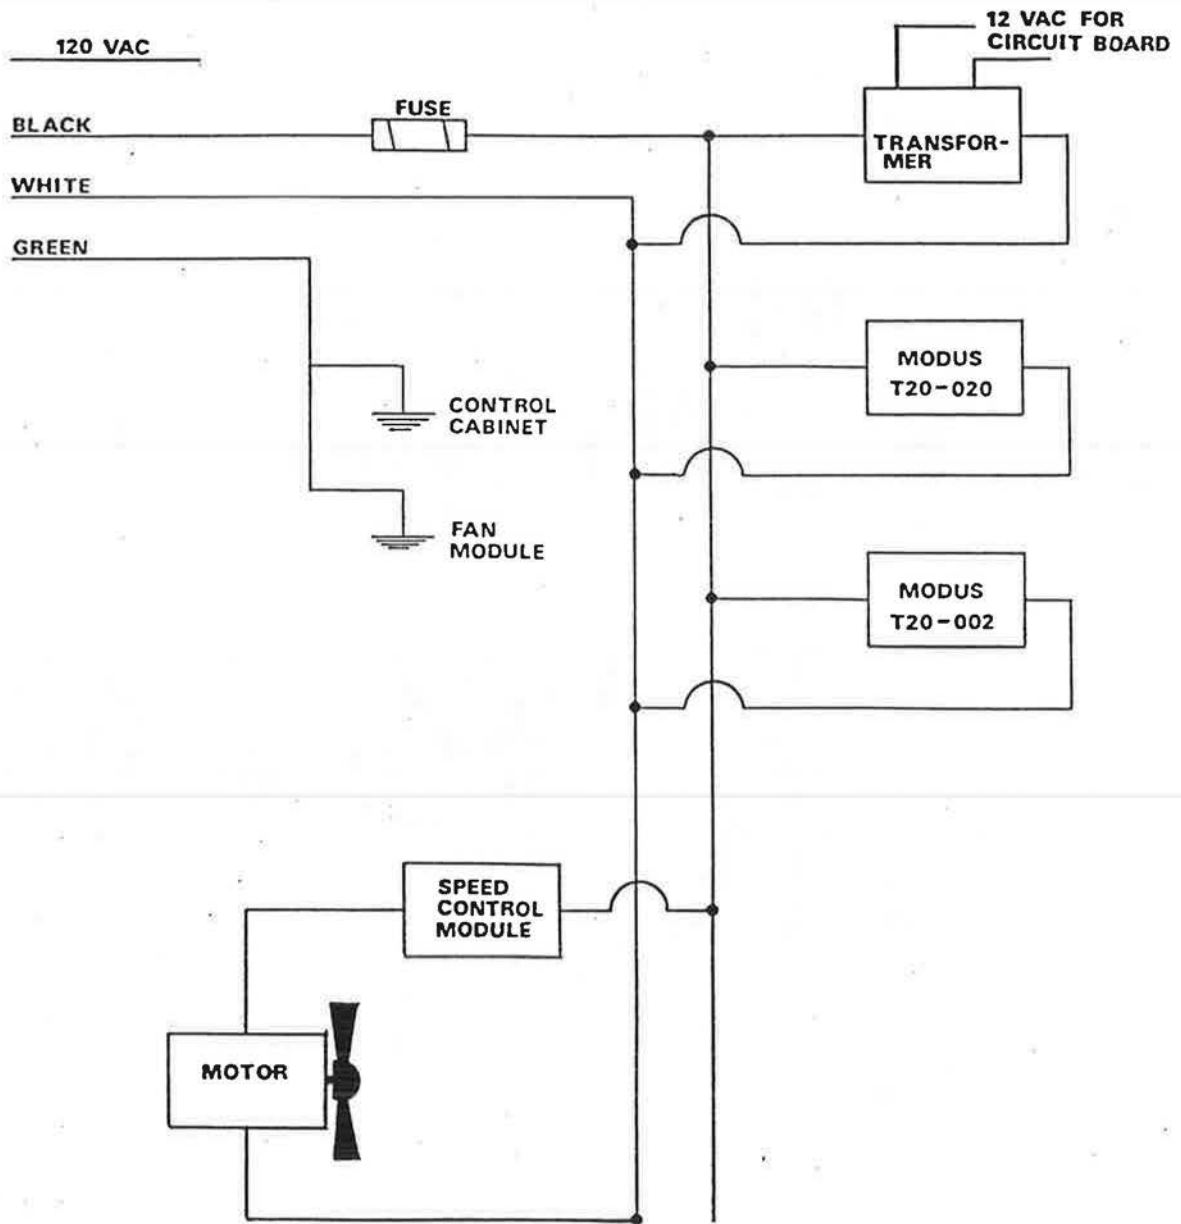 12 VAC FOR
CIRCUIT BOARD
120 VAC
FUSE
BLACK
TRANSFOR-
MER
WHITE
GREEN
MODUS
T20-020
CONTROL
CABINET
FAN
MODULE
MODUS
T20-002
SPEED
CONTROL
MODULE
MOTOR